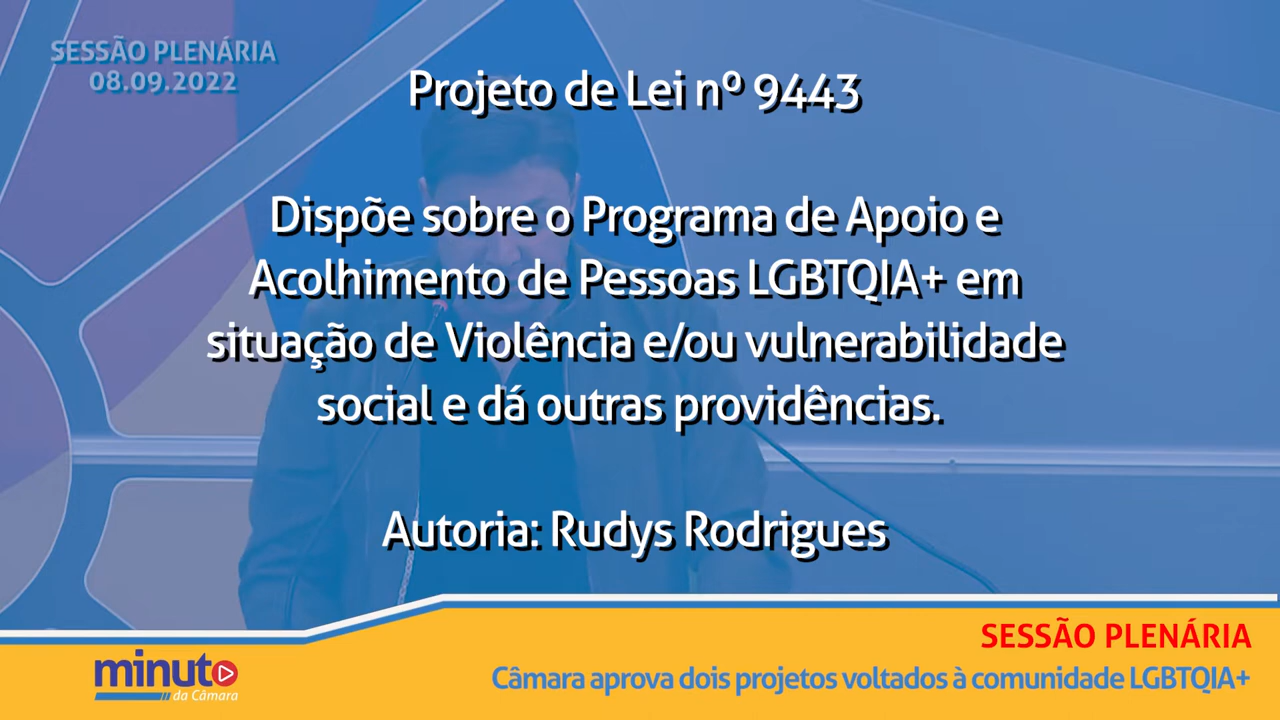 SESSÃO PLENÁRIA
08.09.2022
Projeto de Lei nº 9443
Dispõe sobre o Programa de Apoio e
Acolhimento de Pessoas LGBTQIA+ em
situação de Violência e/ou vulnerabilidade
social e dá outras providências.
Autoria: Rudys Rodrigues
SESSÃO PLENÁRIA
Câmara aprova dois projetos voltados à comunidade LGBTQIA+
minuto
da Câmara